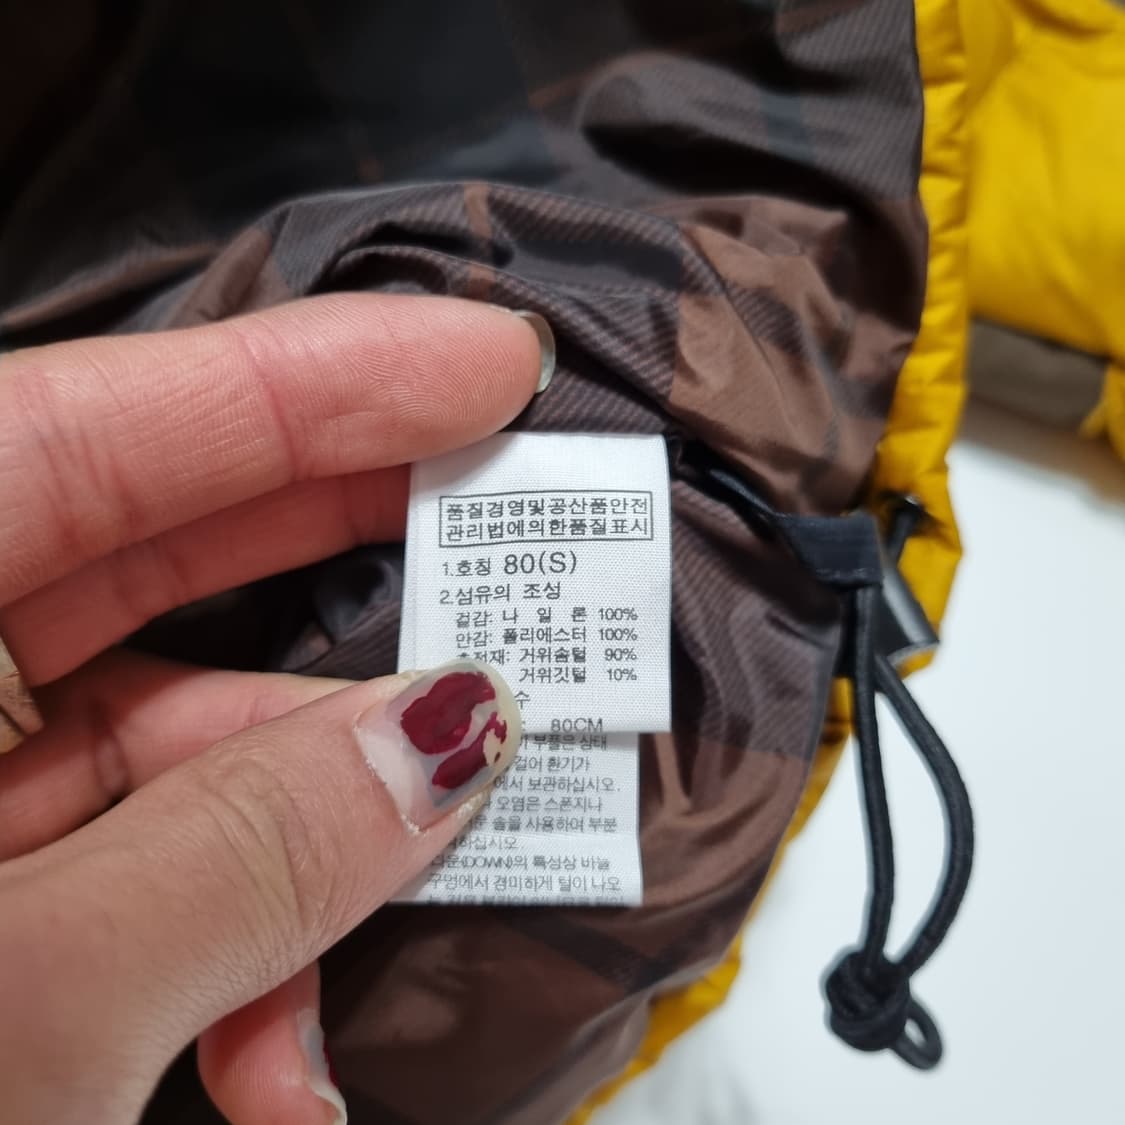 품질경영및공산품안전
관리법에의한품질표시
1.호칭 80(S)
2.섬유의 조성
겉감: 나 일 론 100%
안감: 폴리에스터 100%
충전재: 거위솜털 90%
거위깃털 10%
수
80CM
부풀은 상태
걸어 환기가
에서 보관하십시오.
오염은 스폰지나
솔을 사용하여 부분
하십시오.
다운(DOWN)의 특성상 바늘
구멍에서 경미하게 털이 나오